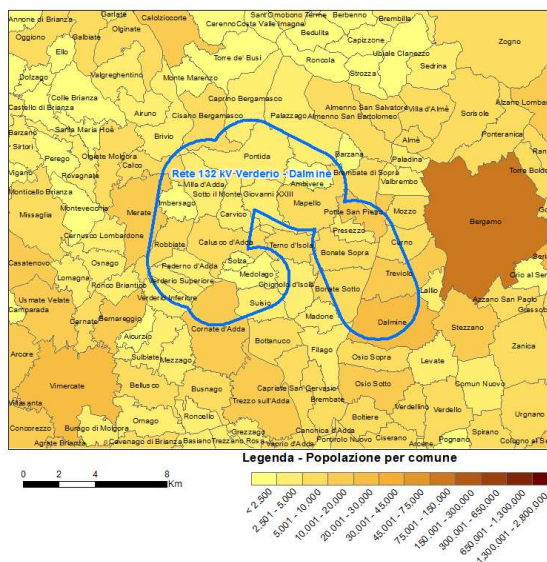 Annone di Brianza
Garlate
Calolziocorte
Sant'Omobono Terme
Berbenno
Brembilla
Oggiono
Galbiate
Olginate
Carenno
Costa Valle Imagna
Bedulita
Capizzone
Zogno
Ello
Torre de' Busi
Roncola
Ubiale Clanezzo
Dolzago
Valgreghentino
Monte Marenzo
Strozza
Sedrina
Colle Brianza
Caprino Bergamasco
Castello di Brianza
Airuno
Cisano Bergamasco
Palazzago
Almenno San Salvatore
Villa d'Almè
Alzano Lombar
Barzano
Santa Maria Hoè
Almenno San Bartolomeo
Sorisole
Sirtori
Brivio
Ponteranica
Perego
Olgiate Molgora
Pontida
Barzana
Almè
Ran
Rovagnate
Calco
Rete 132 kV Verderio - Dalmine
Brembate di Sopra
Paladina
Torre Boldo
Monticello Brianza
Villa d'Adda
Ambivere
Valbrembo
Imbersago
Sotto il Monte Giovanni XXIII
Mapello
Missaglia
Montevecchia
Merate
Carvico
Ponte San Pietro
Mozzo
Bergamo
Cernusco Lombardone
Robbiate
Calusco d'Adda
Terno d'Isola
Presezzo
Curno
Casatenovo
Osnago
Solza
Bonate Sopra
Lomagna
Paderno d'Adda
Medolago
Treviolo
Orio al Ser
Ronco Briantino
Verderio Superiore
Chignolo d'Isola
Bonate Sotto
Lallio
Usmate Velate
Verderio Inferiore
Suisio
Azzano San Paolo
Camparada
Bernareggio
Madone
Dalmine
Stezzano
Cornate d'Adda
Arcore
Aicurzio
Bottanuco
Filago
Zanica
Sulbiate
Mezzago
Osio Sopra
Levate
Vimercate
Bellusco
Busnago
Capriate San Gervasio
Osio Sotto
Comun Nuovo
Trezzo sull'Adda
Brembate
Verdellino
Verdello
Roncello
Boltiere
Urgnano
Concorezzo
Burago di Molgora
Ornago
Grezzago
Canonica d'Adda
Spirano
Agrate Brianza
Cavenago di Brianza
Basiano
Trezzano Rosa
Vaprio d'Adda
Pontirolo Nuovo
Ciserano
Arcene
Pognano
Cologno al S
Legenda - Popolazione per comune
0 2 4 8
Km
< 2.500
2.501 - 5.000
5.001 - 10.000
10.001 - 20.000
20.001 - 30.000
30.001 - 45.000
45.001 - 75.000
75.001 - 150.000
150.001 - 300.000
300.001 - 650.000
650.001 - 1.300.000
1.300.001 - 2.800.000